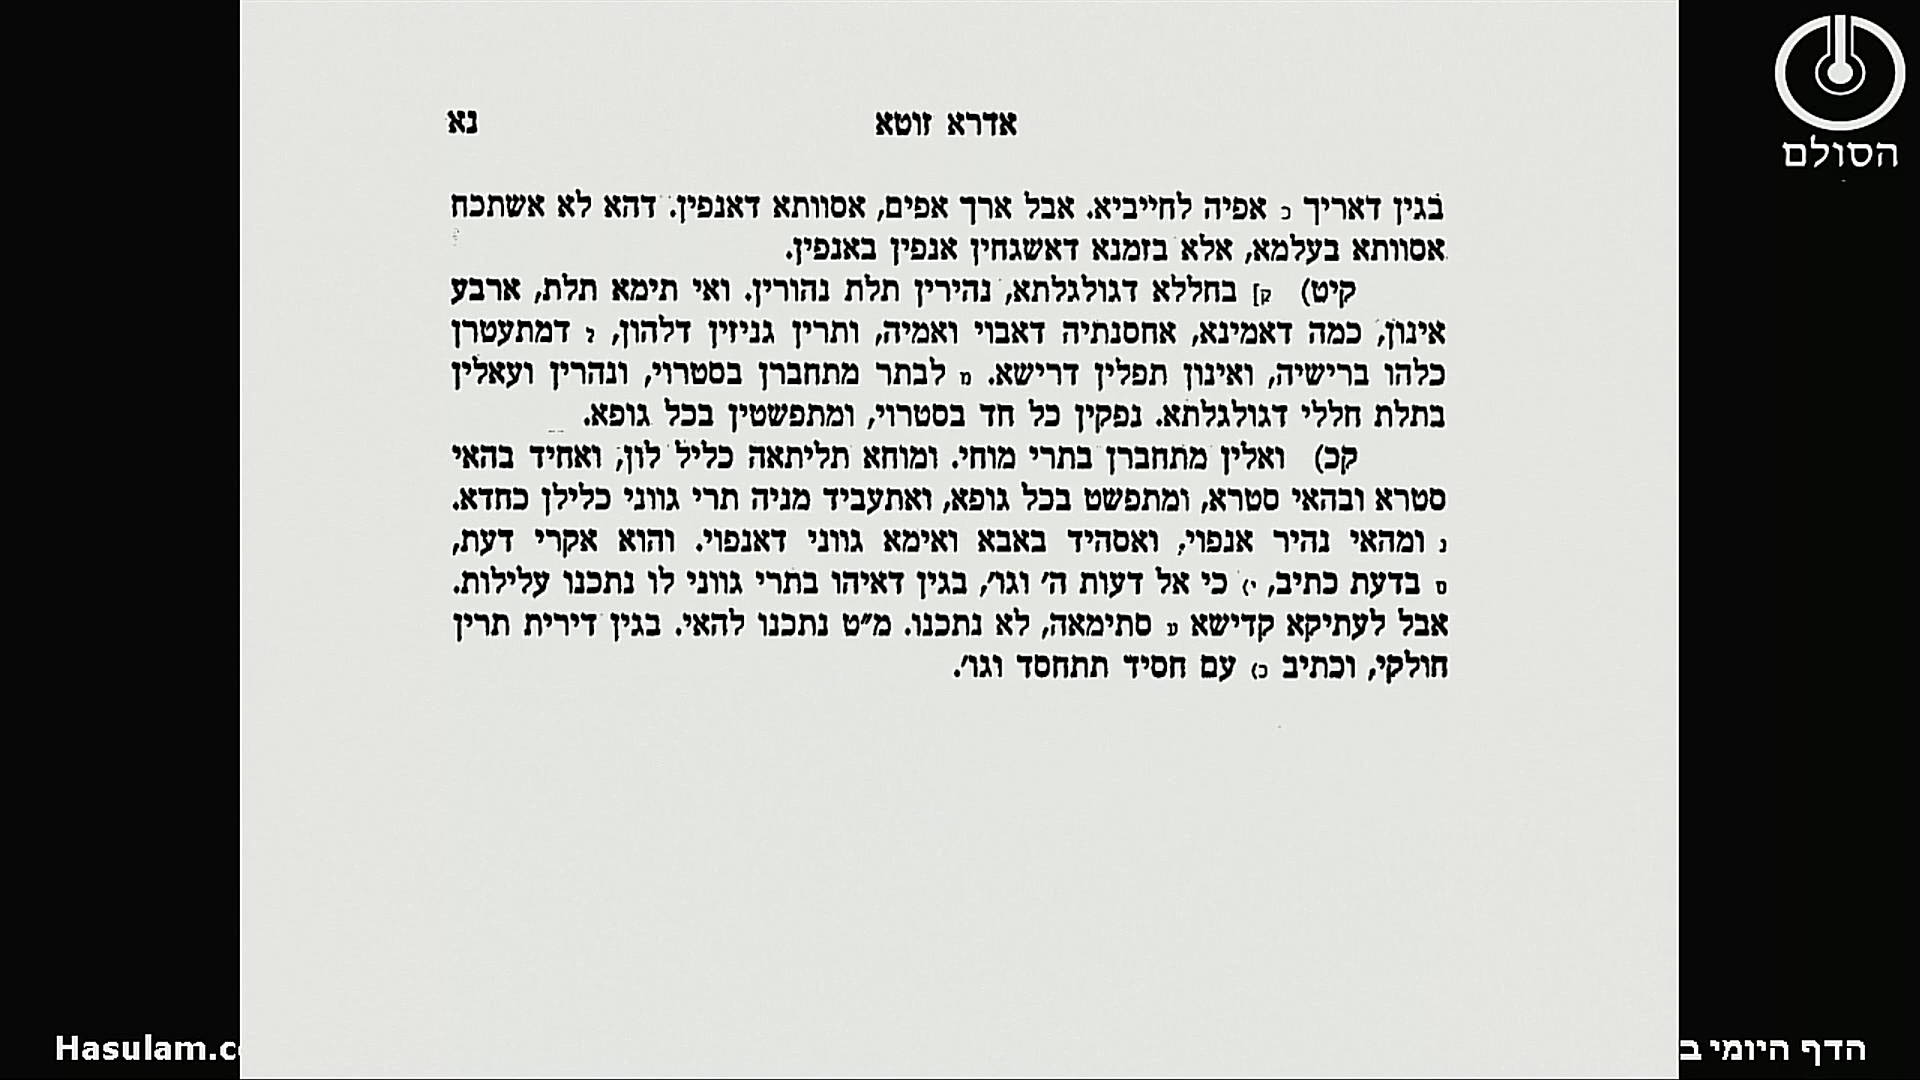 אדרא זוטא נא
בגין דאריך כ אפיה לחייביא. אבל ארך אפים, אסוותא דאנפין. דהא לא אשתכח
אסוותא בעלמא, אלא בזמנא דאשגחין אנפין באנפין.
קיט) ק] בחללא דגולגלתא, נהירין תלת נהורין. ואי תימא תלת, ארבע
אינון, כמה דאמינא, אחסנתיה דאבוי ואמיה, ותרין גניזין דלהון, ל דמתעטרן
כלהו ברישיה, ואינון תפלין דרישא. מ לבתר מתחברן בסטרוי, ונהרין ועאלין
בתלת חללי דגולגלתא. נפקין כל חד בסטרוי, ומתפשטין בכל גופא.
קכ) ואלין מתחברן בתרי מוחי. ומוחא תליתאה כליל לון, ואחיד בהאי
סטרא ובהאי סטרא, ומתפשט בכל גופא, ואתעביד מניה תרי גווני כלילן כחדא.
נ ומהאי נהיר אנפוי, ואסהיד באבא ואימא גווני דאנפוי. והוא אקרי דעת,
ס בדעת כתיב, י) כי אל דעות ה׳ וגו׳, בגין דאיהו בתרי גווני לו נתכנו עלילות.
אבל לעתיקא קדישא ע סתימאה, לא נתכנו. מ״ט נתכנו להאי. בגין דירית תרין
חולקי, וכתיב כ) עם חסיד תתחסד וגו׳.
הסולם
Hasulam.c
הדף היומי ב